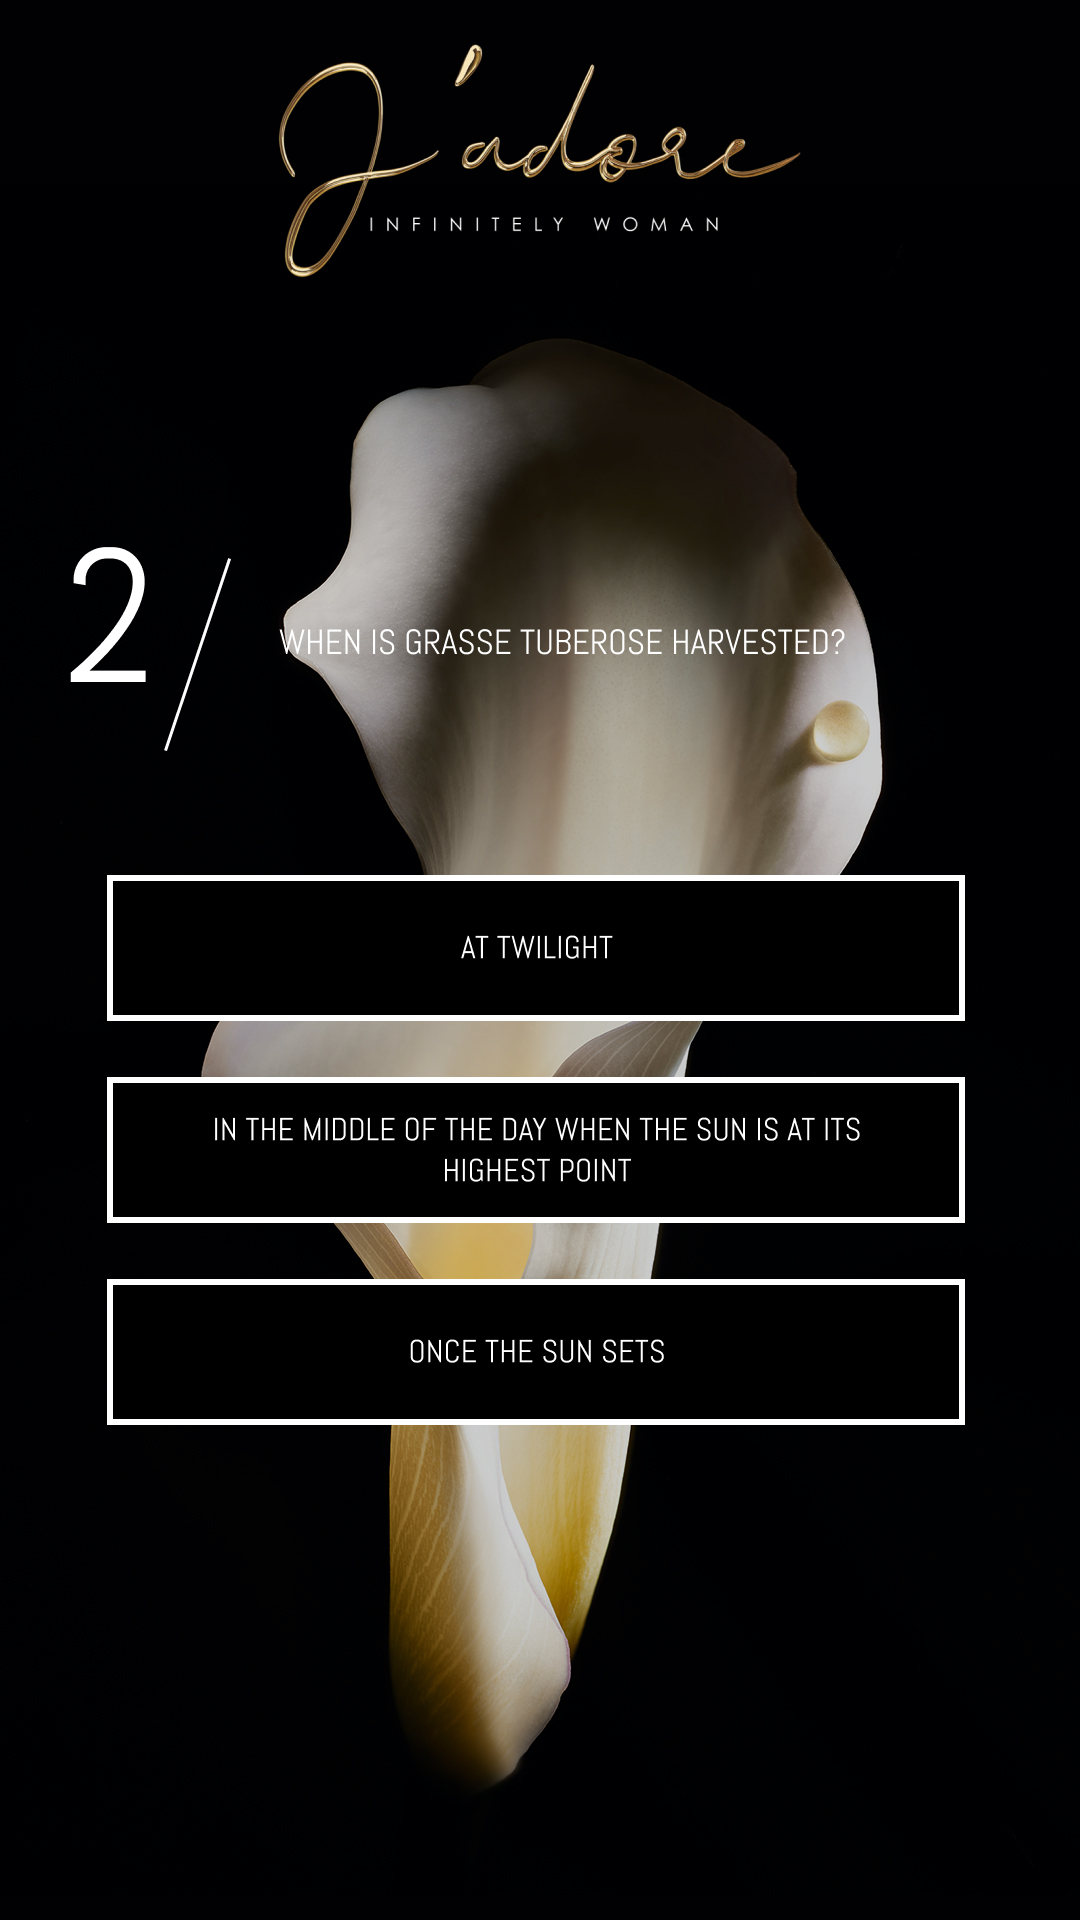 J'adore
INFINITELY WOMAN
2/
WHEN IS GRASSE TUBEROSE HARVESTED?
AT TWILIGHT
IN THE MIDDLE OF THE DAY WHEN THE SUN IS AT ITS
HIGHEST POINT
ONCE THE SUN SETS